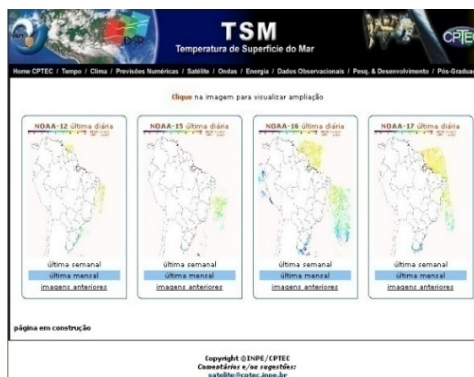 TSM
Temperatura de Superfície do Mar
CPTEC
Home CPTEC / Tempo / Clima / Previsões Numéricas / Satélite / Ondas / Energia / Dados Observacionais / Pesq. & Desenvolvimento / Pós-Gradua
Clique na imagem para visualizar ampliação
NOAA-12 última diária
NOAA-15 última diária
NOAA-16 última diária
NOAA-17 última diária
última semanal
última semanal
última semanal
última semanal
última mensal
última mensal
última mensal
última mensal
imagens anteriores
imagens anteriores
imagens anteriores
imagens anteriores
página em construção
Copyright @INPE/CPTEC
Comentários e/ou sugestões:
satelite@cptec.inpe.br